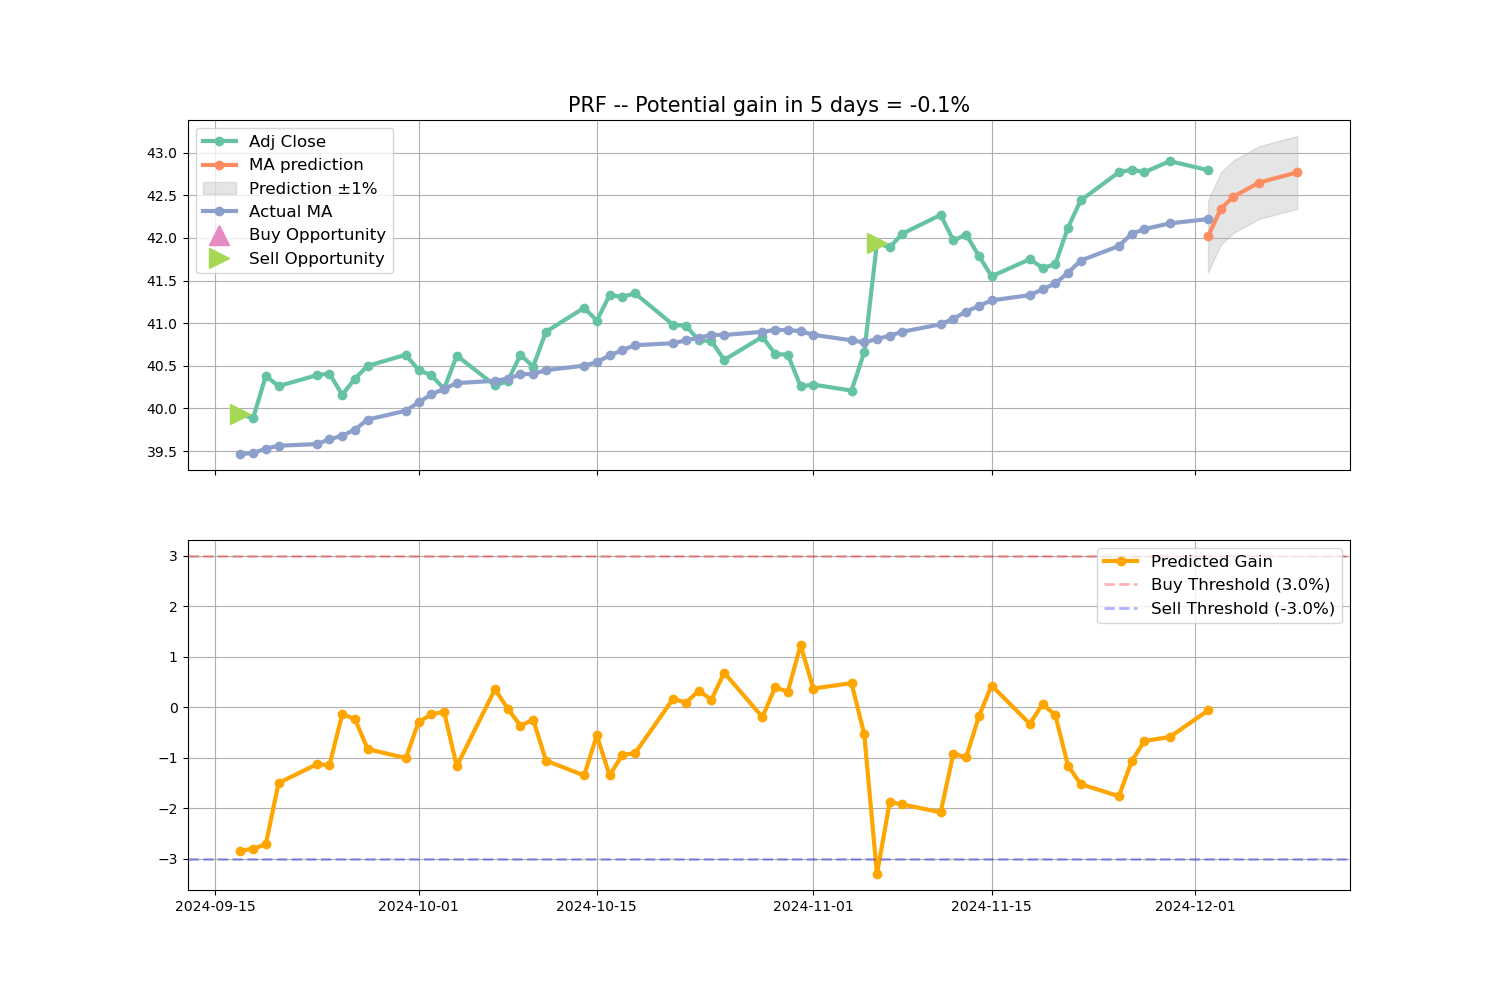 PRF -- Potential gain in 5 days = -0.1%
Adj Close
MA prediction
Prediction ±1%
Actual MA
Buy Opportunity
Sell Opportunity
43.0
42.5
42.0
41.5
41.0
40.5
40.0
39.5
Predicted Gain
Buy Threshold (3.0%)
Sell Threshold (-3.0%)
3
2
1
0
−1
−2
−3
2024-09-15 2024-10-01 2024-10-15 2024-11-01 2024-11-15 2024-12-01